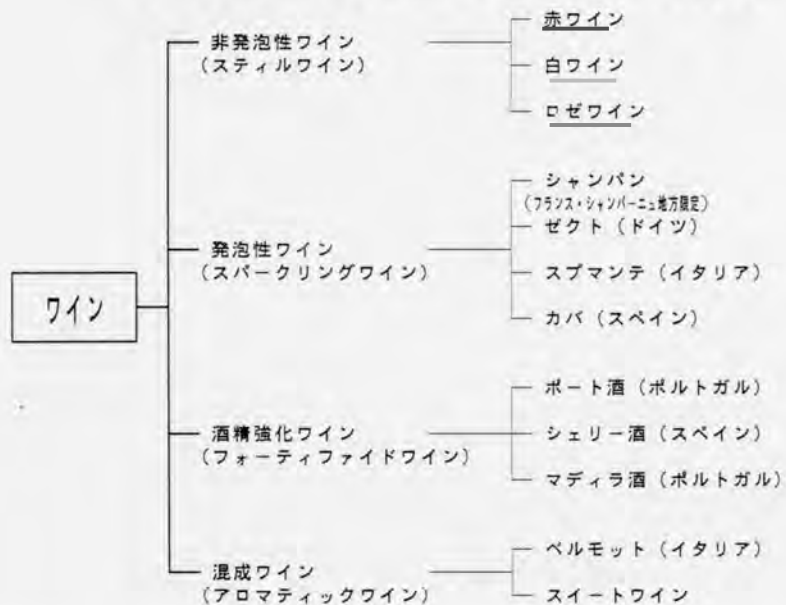 ワイン
非発泡性ワイン
(スティルワイン)
赤ワイン
白ワイン
ロゼワイン
発泡性ワイン
(スパークリングワイン)
シャンパン
(フランス・シャンパーニュ地方限定)
ゼクト(ドイツ)
スプマンテ(イタリア)
カバ(スペイン)
酒精強化ワイン
(フォーティファイドワイン)
ポート酒(ポルトガル)
シェリー酒(スペイン)
マディラ酒(ポルトガル)
混成ワイン
(アロマティックワイン)
ベルモット(イタリア)
スイートワイン